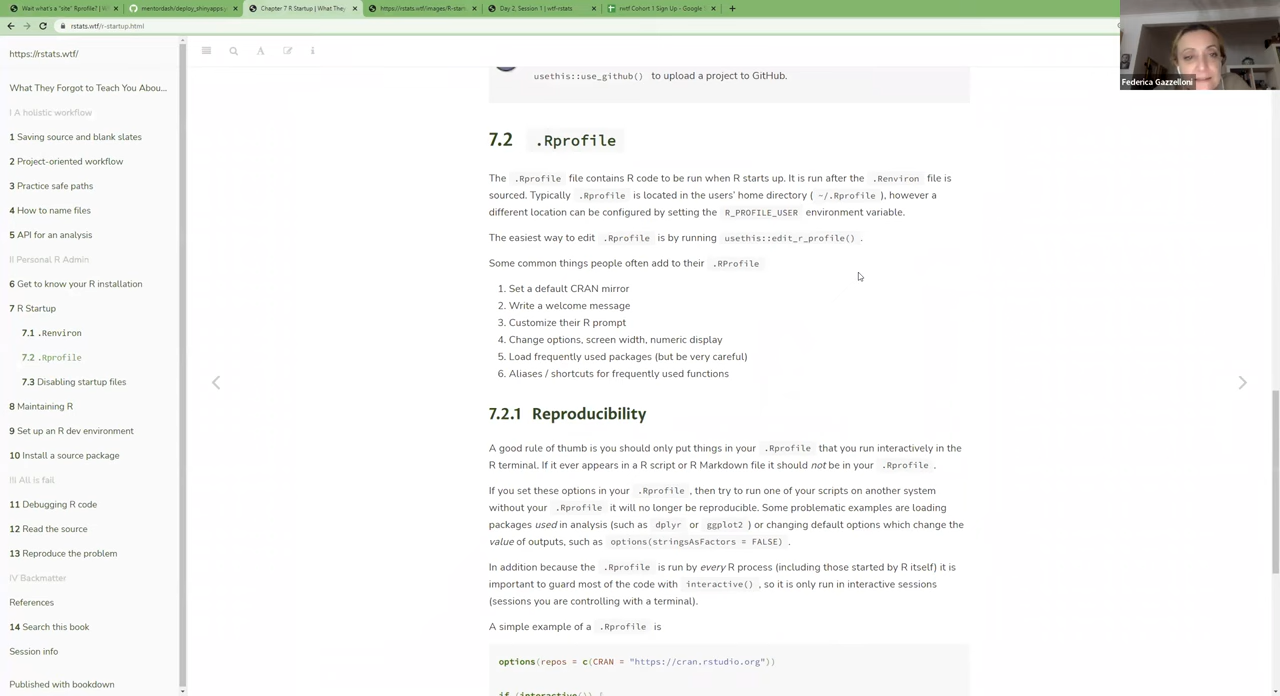 Wait what's a "site" Rprofile? | W
mentordash/deploy_shinyapps.y
Chapter 7 R Startup | What They
https://rstats.wtf/images/R-start
Day 2, Session 1 | wtf-rstats
rwtf Cohort 1 Sign Up - Google
rstats.wtf/r-startup.html
https://rstats.wtf/
What They Forgot to Teach You Abou...
I A holistic workflow
1 Saving source and blank slates
2 Project-oriented workflow
3 Practice safe paths
4 How to name files
5 API for an analysis
II Personal R Admin
6 Get to know your R installation
7 R Startup
7.1 .Renviron
7.2 .Rprofile
7.3 Disabling startup files
8 Maintaining R
9 Set up an R dev environment
10 Install a source package
III All is fail
11 Debugging R code
12 Read the source
13 Reproduce the problem
IV Backmatter
References
14 Search this book
Session info
Published with bookdown
usethis::use_github() to upload a project to GitHub.
7.2 .Rprofile
The .Rprofile file contains R code to be run when R starts up. It is run after the .Renviron file is
sourced. Typically .Rprofile is located in the users' home directory ( ~/.Rprofile ), however a
different location can be configured by setting the R_PROFILE_USER environment variable.
The easiest way to edit .Rprofile is by running usethis::edit_r_profile() .
Some common things people often add to their .RProfile
1. Set a default CRAN mirror
2. Write a welcome message
3. Customize their R prompt
4. Change options, screen width, numeric display
5. Load frequently used packages (but be very careful)
6. Aliases / shortcuts for frequently used functions
7.2.1 Reproducibility
A good rule of thumb is you should only put things in your .Rprofile that you run interactively in the
R terminal. If it ever appears in a R script or R Markdown file it should not be in your .Rprofile .
If you set these options in your .Rprofile , then try to run one of your scripts on another system
without your .Rprofile it will no longer be reproducible. Some problematic examples are loading
packages used in analysis (such as dplyr or ggplot2 ) or changing default options which change the
value of outputs, such as options(stringsAsFactors = FALSE) .
In addition because the .Rprofile is run by every R process (including those started by R itself) it is
important to guard most of the code with interactive() , so it is only run in interactive sessions
(sessions you are controlling with a terminal).
A simple example of a .Rprofile is
options(repos = c(CRAN = "https://cran.rstudio.org"))
if (interactive()) {
Federica Gazzelloni